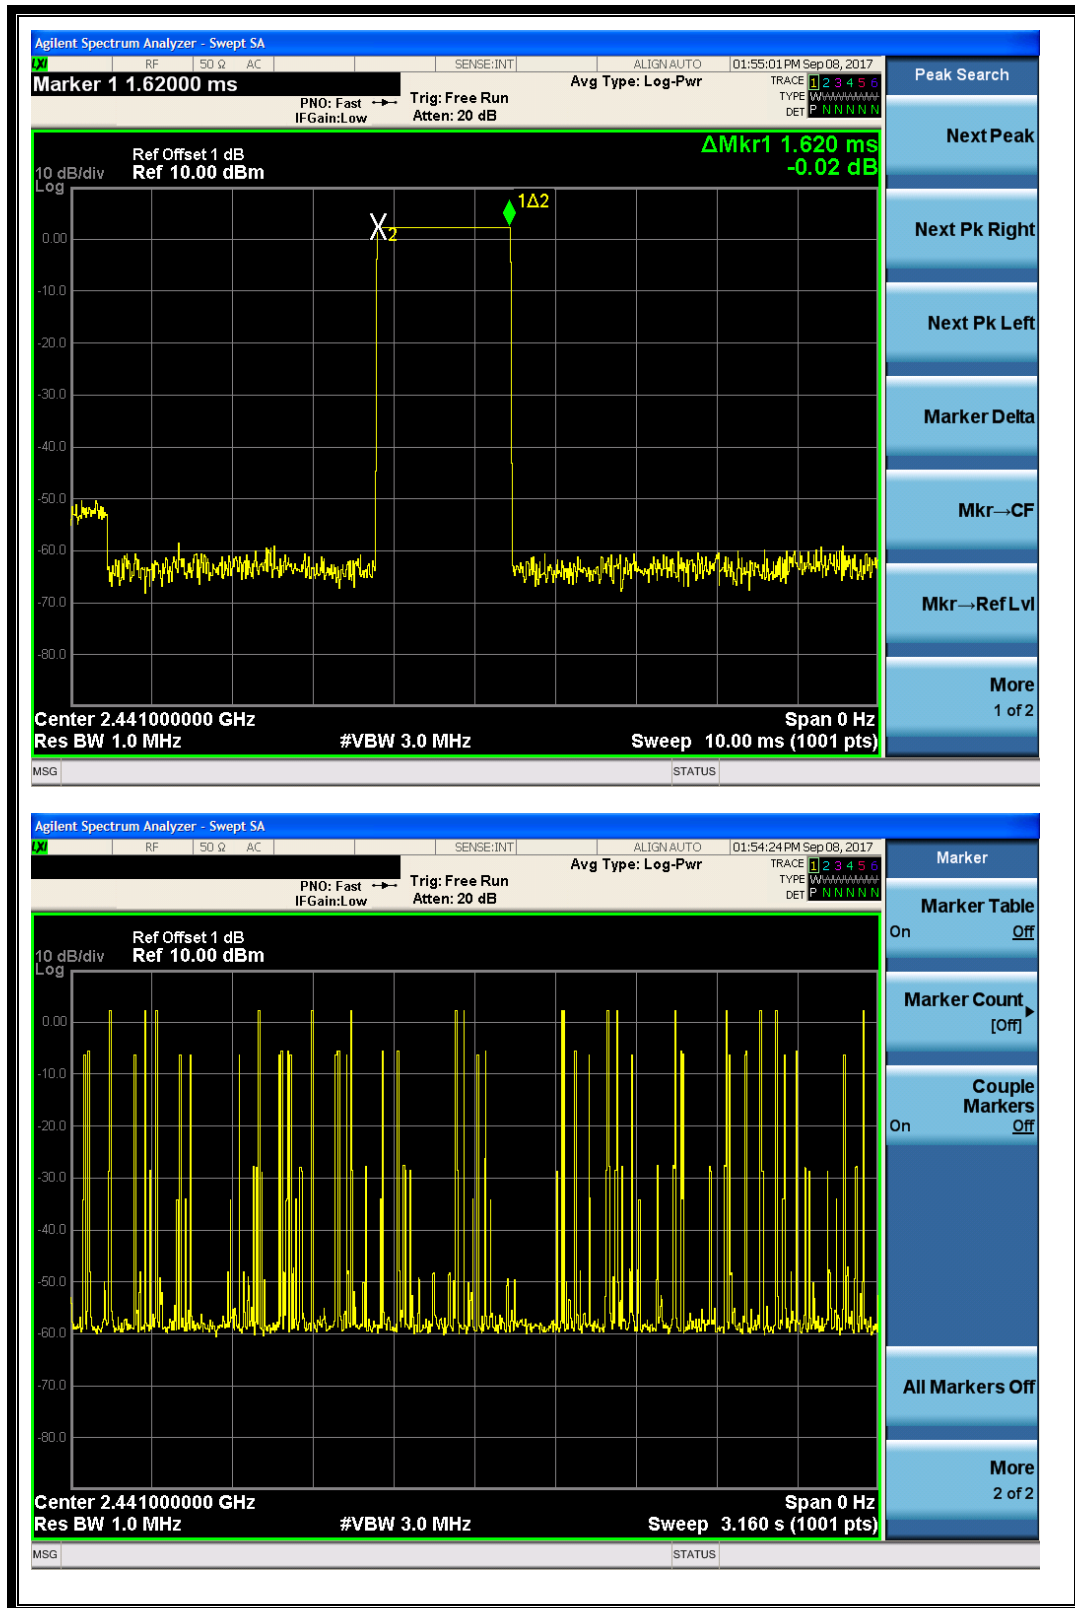 Agilent Spectrum Analyzer - Swept SA
LXI RF 50 Ω AC SENSE:INT ALIGN AUTO 01:55:01 PM Sep 08, 2017
Marker 1 1.62000 ms
PNO: Fast
IFGain:Low
Trig: Free Run
Atten: 20 dB
Avg Type: Log-Pwr
TRACE 1 2 3 4 5 6
TYPE WWWWWW
DET P N N N N N
Peak Search
ΔMkr1 1.620 ms
-0.02 dB
Ref Offset 1 dB
10 dB/div Ref 10.00 dBm
Log
1Δ2
X2
0.00
-10.0
-20.0
-30.0
-40.0
-50.0
-60.0
-70.0
-80.0
Center 2.441000000 GHz Span 0 Hz
Res BW 1.0 MHz #VBW 3.0 MHz Sweep 10.00 ms (1001 pts)
MSG STATUS
Next Peak
Next Pk Right
Next Pk Left
Marker Delta
Mkr→CF
Mkr→Ref Lvl
More
1 of 2
Agilent Spectrum Analyzer - Swept SA
LXI RF 50 Ω AC SENSE:INT ALIGN AUTO 01:54:24 PM Sep 08, 2017
PNO: Fast
IFGain:Low
Trig: Free Run
Atten: 20 dB
Avg Type: Log-Pwr
TRACE 1 2 3 4 5 6
TYPE WWWWWW
DET P N N N N N
Marker
Ref Offset 1 dB
10 dB/div Ref 10.00 dBm
Log
0.00
-10.0
-20.0
-30.0
-40.0
-50.0
-60.0
-70.0
-80.0
Center 2.441000000 GHz Span 0 Hz
Res BW 1.0 MHz #VBW 3.0 MHz Sweep 3.160 s (1001 pts)
MSG STATUS
Marker Table
On Off
Marker Count
[Off]
Couple
Markers
On Off
All Markers Off
More
2 of 2